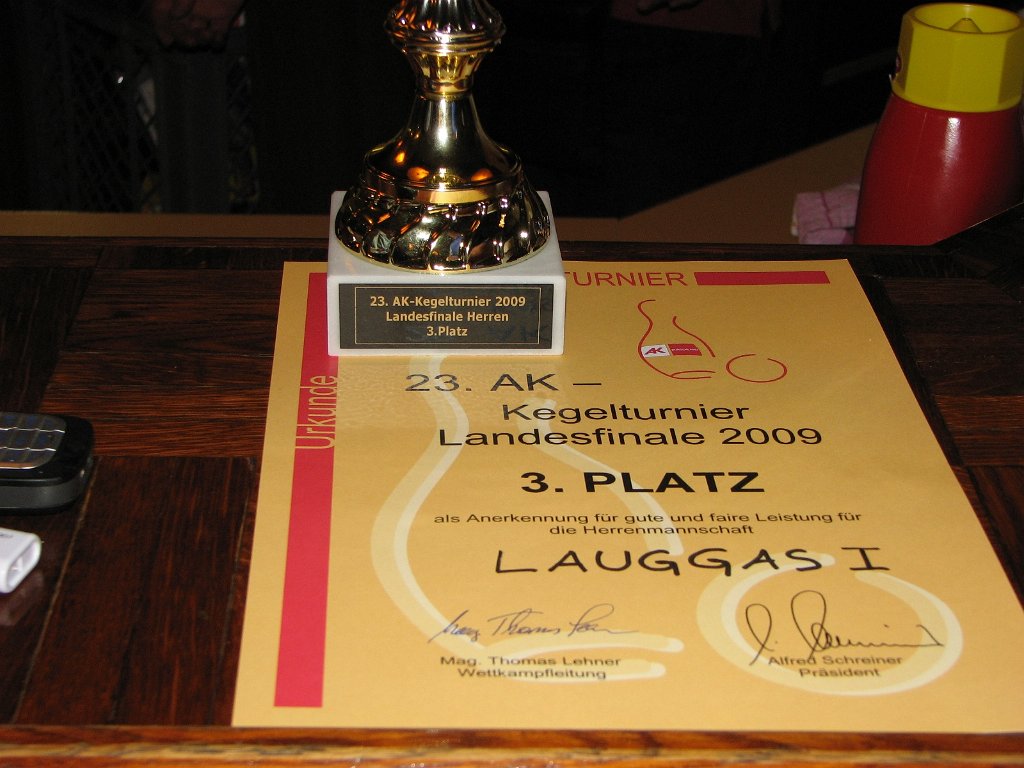 23. AK-Kegelturnier 2009
Landesfinale Herren
3.Platz
TURNIER
AK
Urkunde
23. AK –
Kegelturnier
Landesfinale 2009
3. PLATZ
als Anerkennung für gute und faire Leistung für
die Herrenmannschaft
LAUGGAS I
Mag. Thomas Lehner
Wettkampfleitung
Alfred Schreiner
Präsident